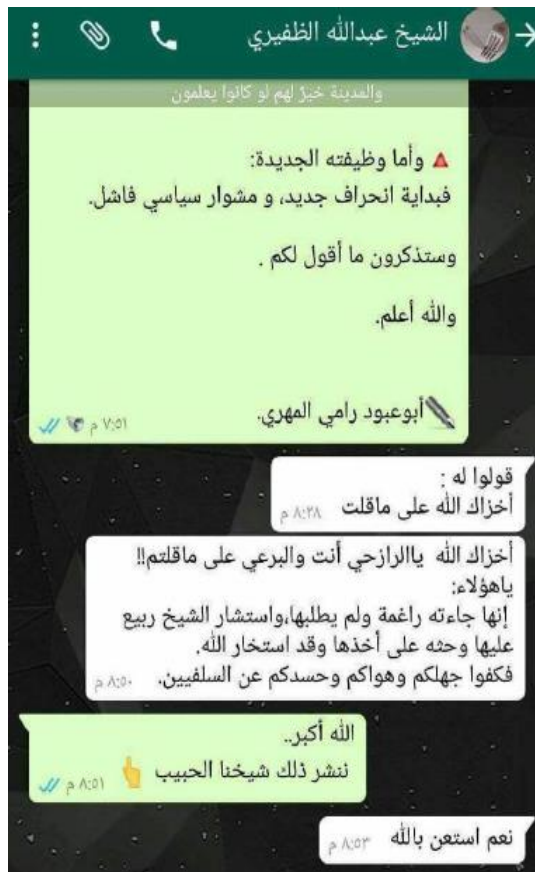 الشيخ عبدالله الظفيري
والمدينة خيرٌ لهم لو كانوا يعلمون
وأما وظيفته الجديدة:
فبداية انحراف جديد، و مشوار سياسي فاشل.
وستذكرون ما أقول لكم .
والله أعلم.
أبوعبود رامي المهري.
٧:٥١ م
قولوا له :
أخزاك الله على ماقلت
٨:٣٨ م
أخزاك الله ياالرازحي أنت والبرعي على ماقلتم!!
ياهؤلاء:
إنها جاءته راغمة ولم يطلبها،واستشار الشيخ ربيع
عليها وحثه على أخذها وقد استخار الله.
فكفوا جهلكم وهواكم وحسدكم عن السلفيين.
٨:٥٠ م
الله أكبر..
ننشر ذلك شيخنا الحبيب 👆
٨:٥١ م
نعم استعن بالله
٨:٥٣ م